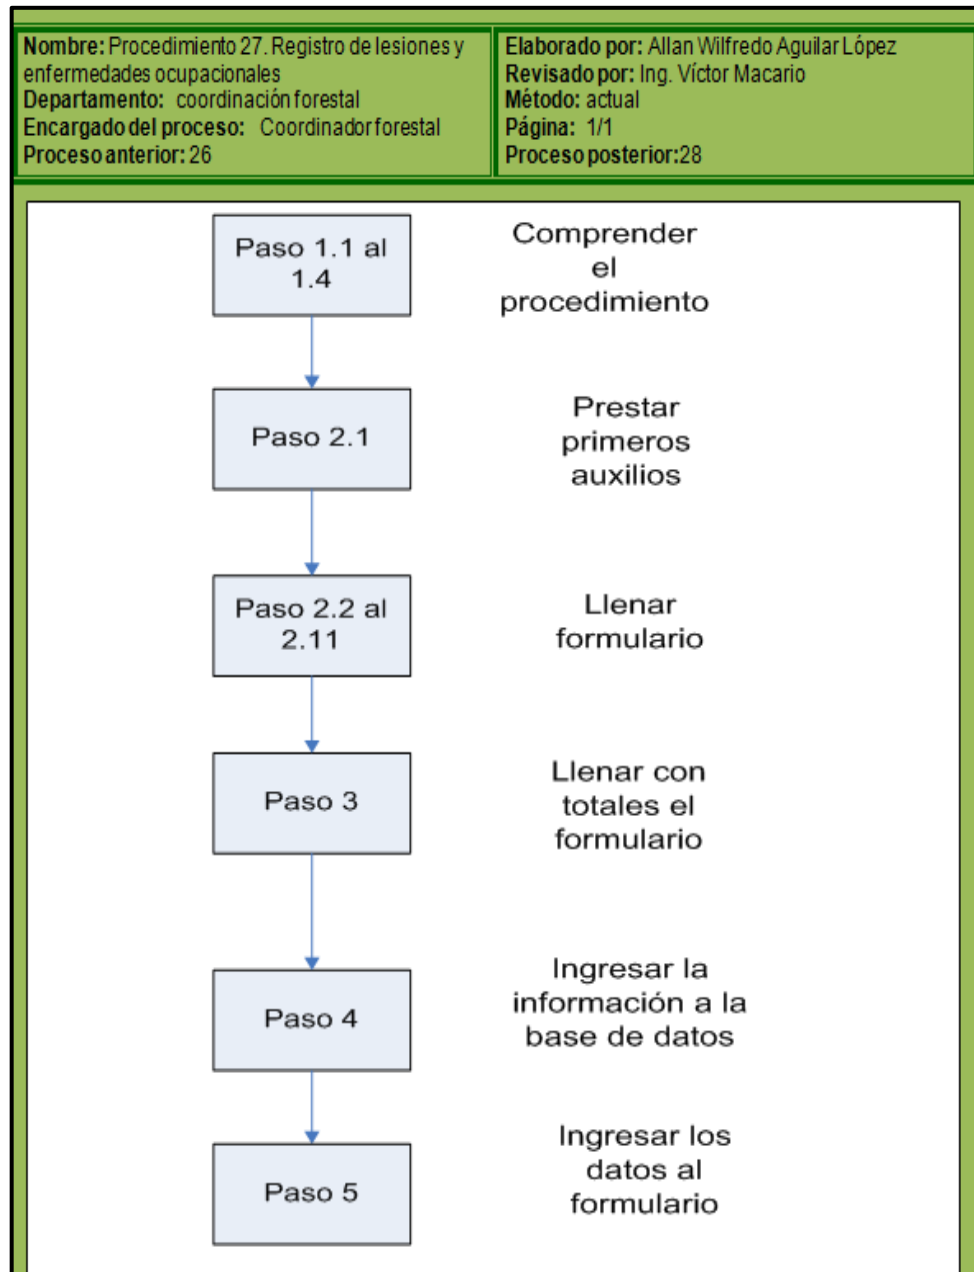 Nombre: Procedimiento 27. Registro de lesiones y
enfermedades ocupacionales
Departamento: coordinación forestal
Encargado del proceso: Coordinador forestal
Proceso anterior: 26
Elaborado por: Allan Wilfredo Aguilar López
Revisado por: Ing. Víctor Macario
Método: actual
Página: 1/1
Proceso posterior:28
Paso 1.1 al
1.4
Comprender
el
procedimiento
Paso 2.1
Prestar
primeros
auxilios
Paso 2.2 al
2.11
Llenar
formulario
Paso 3
Llenar con
totales el
formulario
Paso 4
Ingresar la
información a la
base de datos
Paso 5
Ingresar los
datos al
formulario